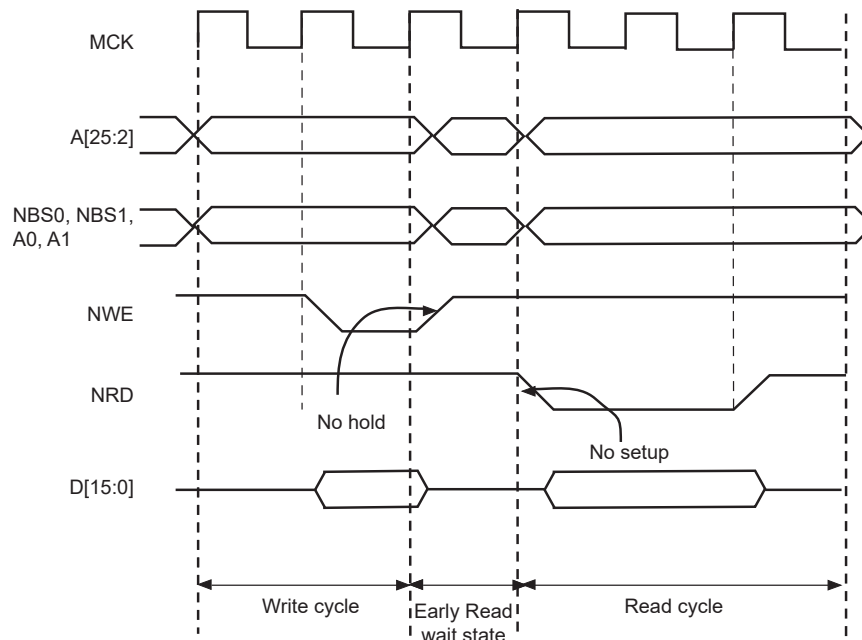 MCK
A[25:2]
NBS0, NBS1,
A0, A1
NWE
NRD
No hold
No setup
D[15:0]
Write cycle
Early Read
wait state
Read cycle